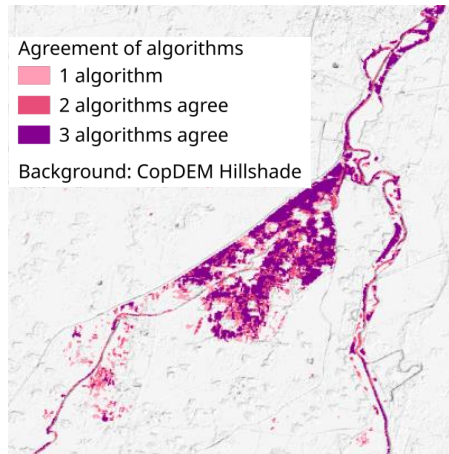 Agreement of algorithms
1 algorithm
2 algorithms agree
3 algorithms agree
Background: CopDEM Hillshade